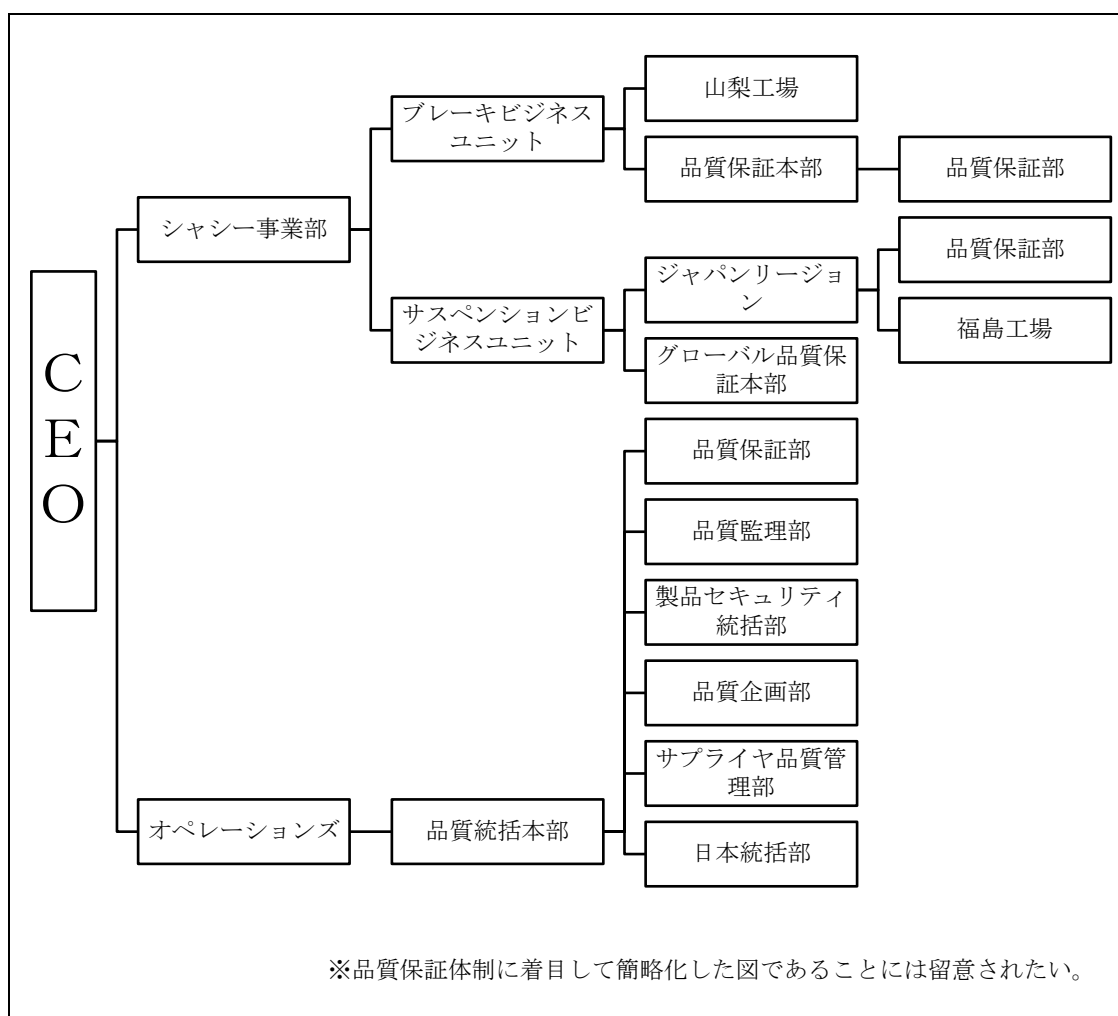 山梨工場
ブレーキビジネス
ユニット
品質保証本部
品質保証部
シャシー事業部
品質保証部
ジャパンリージョ
ン
サスペンションビ
ジネスユニット
福島工場
グローバル品質保
証本部
C
E
O
品質保証部
品質監理部
製品セキュリティ
統括部
品質企画部
サプライヤ品質管
理部
オペレーションズ
品質統括本部
日本統括部
※品質保証体制に着目して簡略化した図であることには留意されたい。